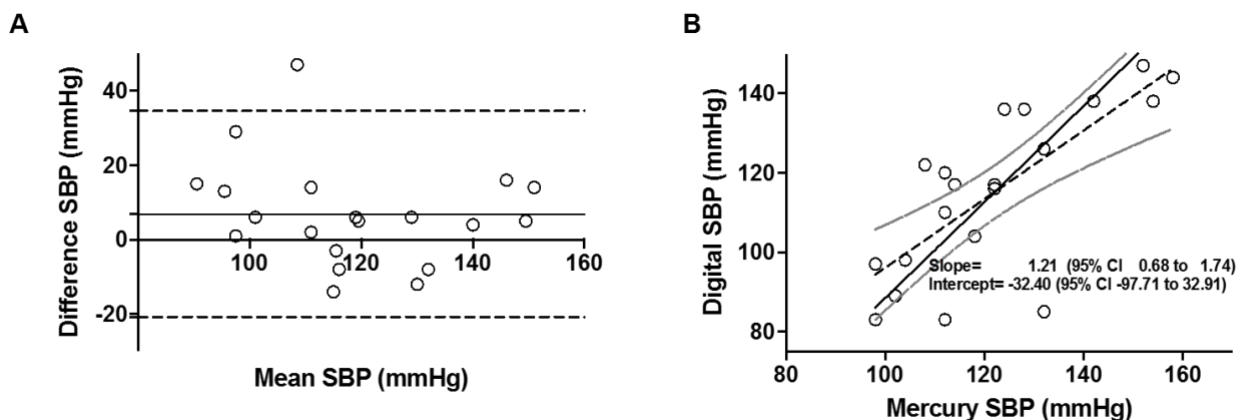 A
Difference SBP (mmHg)
40
20
0
-20
100
120
140
160
Mean SBP (mmHg)
B
Digital SBP (mmHg)
140
120
100
80
Slope= 1.21 (95% CI 0.68 to 1.74)
Intercept= -32.40 (95% CI -97.71 to 32.91)
80
100
120
140
160
Mercury SBP (mmHg)